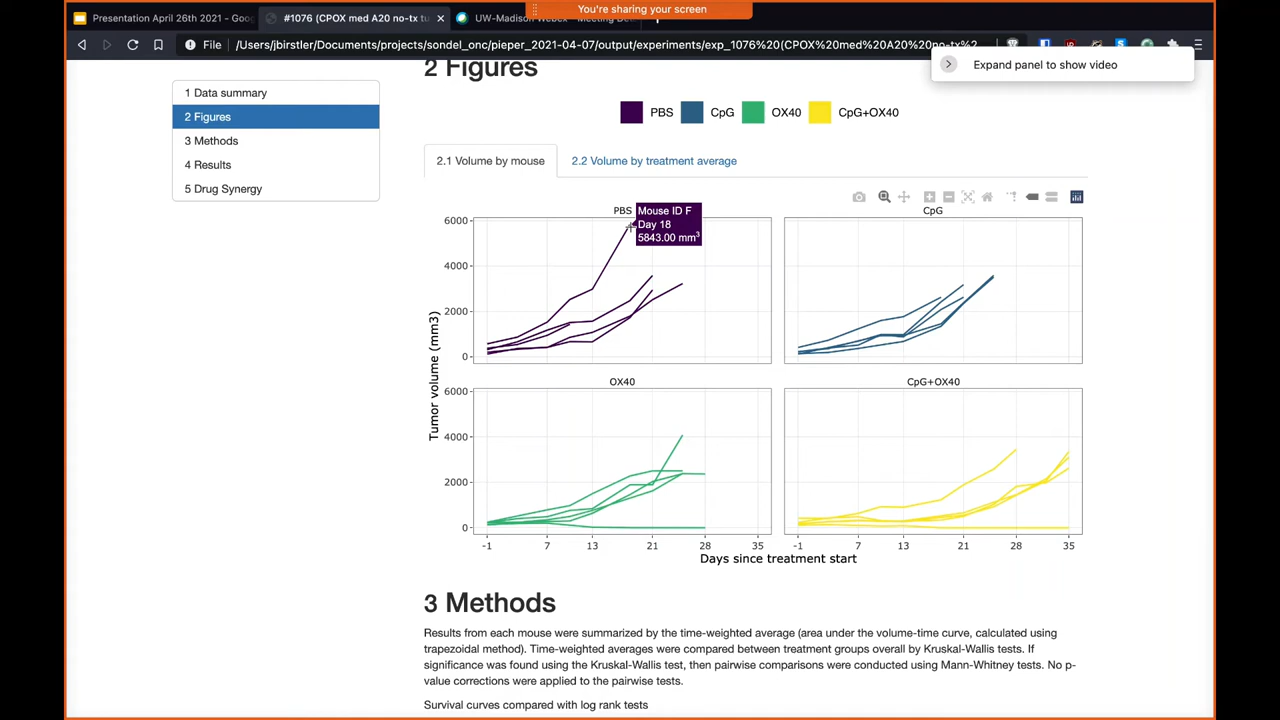 You're sharing your screen
Presentation April 26th 2021 - Goo
#1076 (CPOX med A20 no-tx tu
UW-Madison Webex - Meeting Det
File
/Users/jbirstler/Documents/projects/sondel_onc/pieper_2021-04-07/output/experiments/exp_1076%20(CPOX%20med%20A20%20no-tx%2
Expand panel to show video
2 Figures
1 Data summary
2 Figures
3 Methods
4 Results
5 Drug Synergy
PBS CpG OX40 CpG+OX40
2.1 Volume by mouse
2.2 Volume by treatment average
PBS
CpG
Mouse ID F
Day 18
5843.00 mm³
6000
4000
2000
0
OX40
CpG+OX40
6000
4000
2000
0
Tumor volume (mm3)
-1 7 13 21 28 35
-1 7 13 21 28 35
Days since treatment start
3 Methods
Results from each mouse were summarized by the time-weighted average (area under the volume-time curve, calculated using
trapezoidal method). Time-weighted averages were compared between treatment groups overall by Kruskal-Wallis tests. If
significance was found using the Kruskal-Wallis test, then pairwise comparisons were conducted using Mann-Whitney tests. No p-
value corrections were applied to the pairwise tests.
Survival curves compared with log rank tests